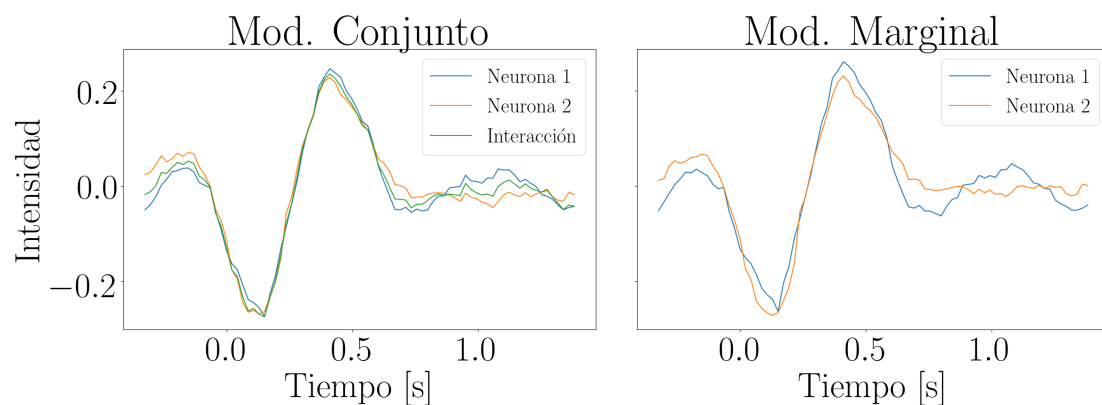 Mod. Conjunto
Neurona 1
Neurona 2
Interacción
Intensidad
0.2
0.0
−0.2
0.0 0.5 1.0
Tiempo [s]
Mod. Marginal
Neurona 1
Neurona 2
0.0 0.5 1.0
Tiempo [s]